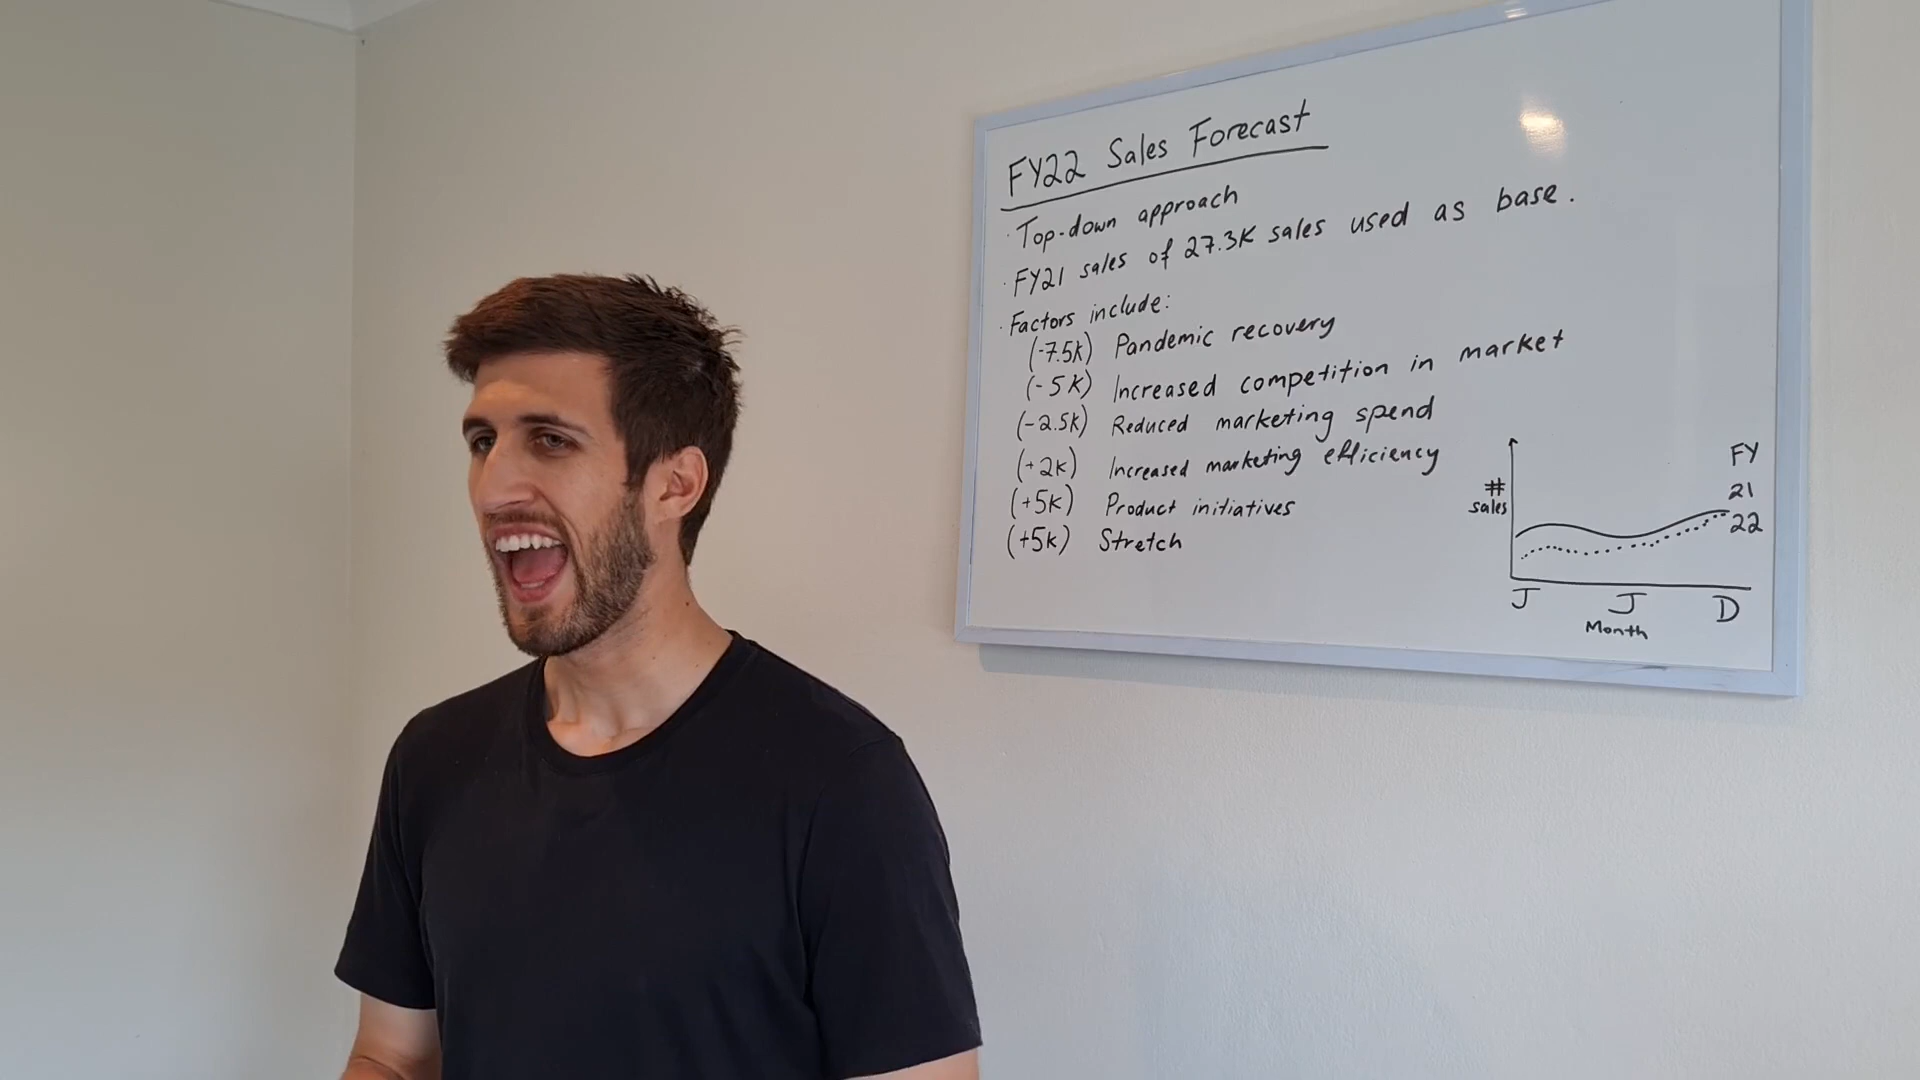 FY22 Sales Forecast
· Top-down approach
· FY21 sales of 27.3K sales used as base.
· Factors include:
(-7.5k) Pandemic recovery
(-5k) Increased competition in market
(-2.5k) Reduced marketing spend
(+2k) Increased marketing efficiency
(+5k) Product initiatives
(+5k) Stretch
FY
21
22
#
sales
J J D
Month